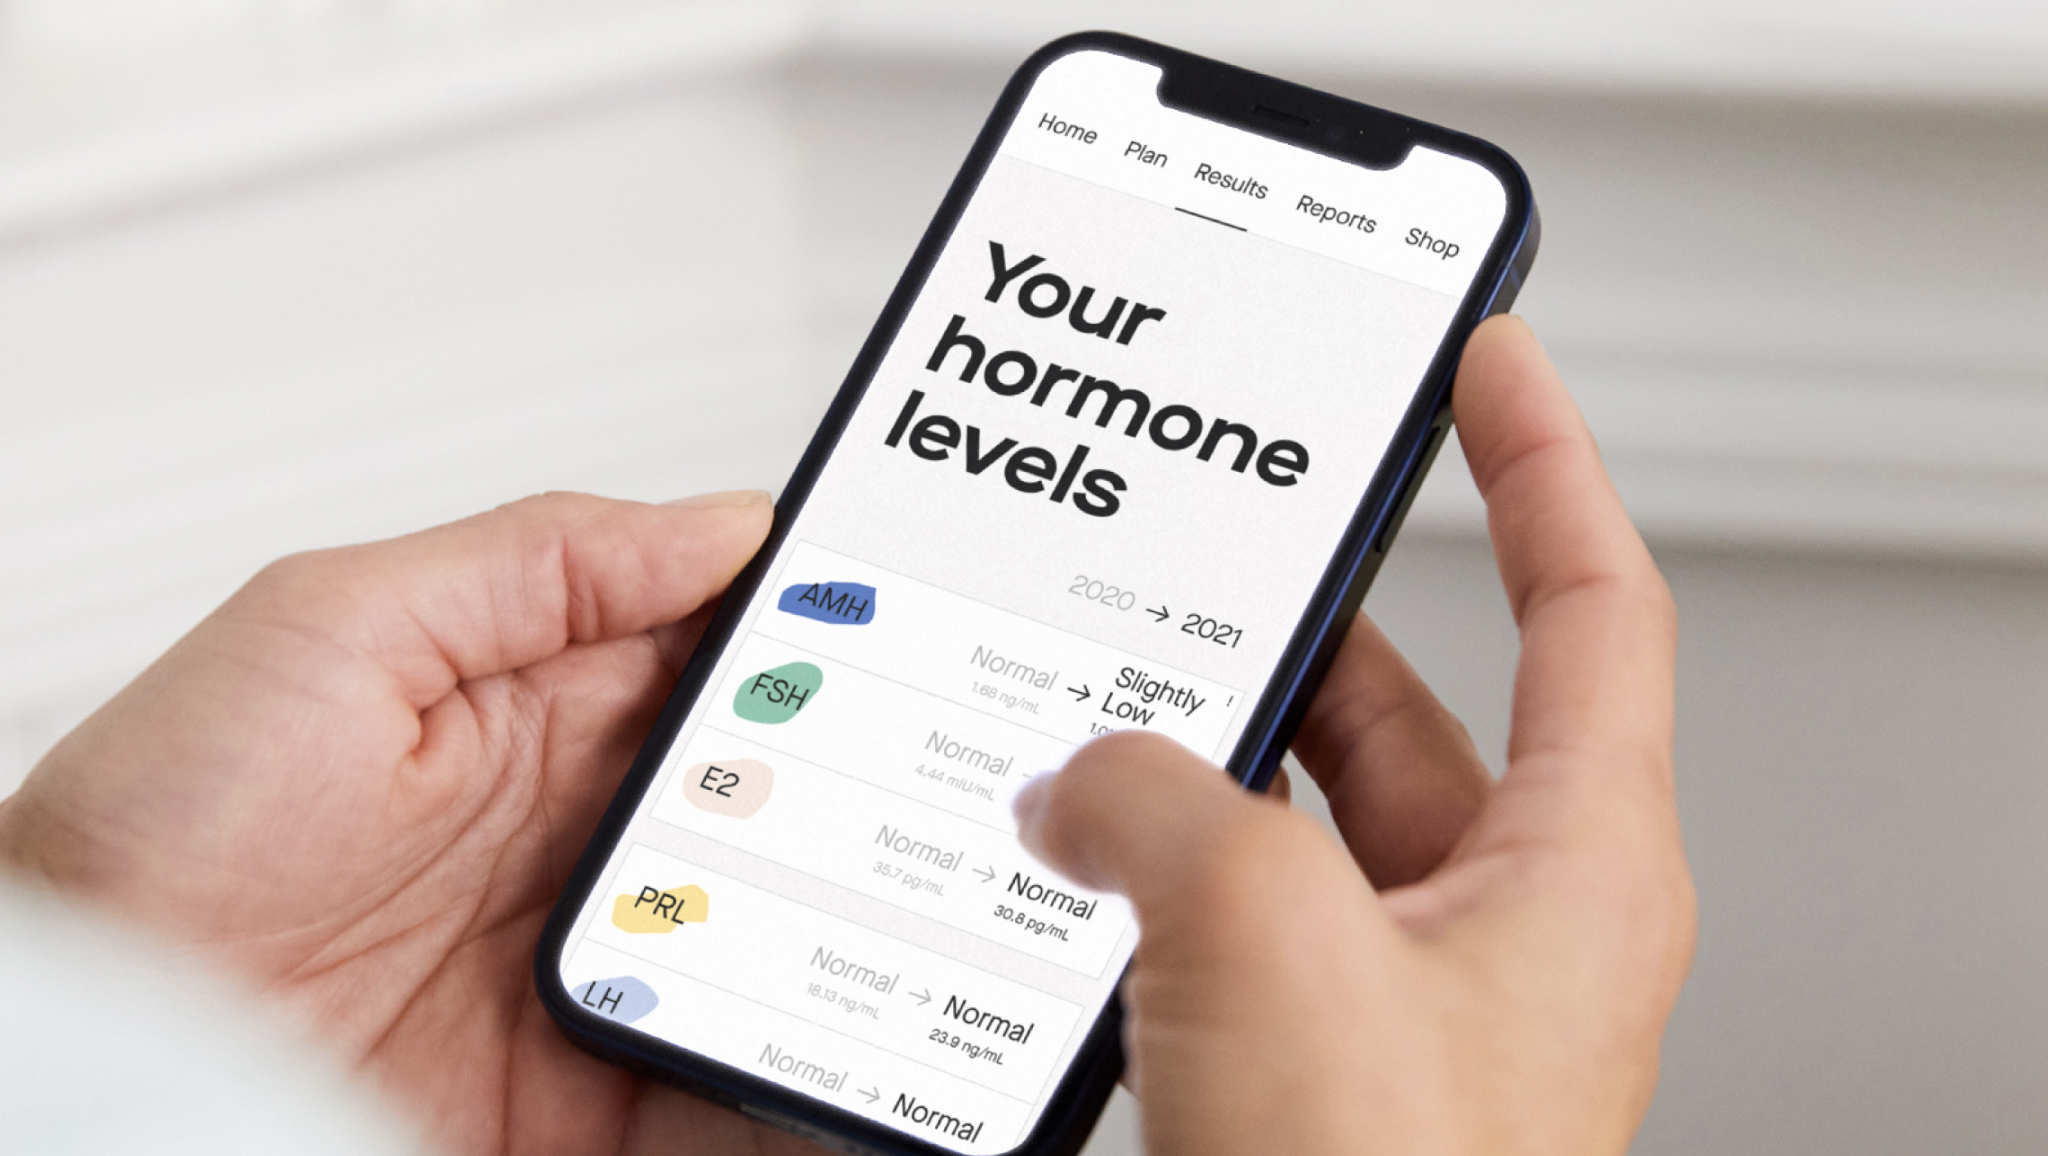 Home Plan Results Reports Shop
Your
hormone
levels
2020 → 2021
AMH
Normal → Slightly
Low !
1.68 ng/mL
FSH
Normal
4.44 mIU/mL
E2
Normal → Normal
35.7 pg/mL 30.8 pg/mL
PRL
Normal → Normal
18.13 ng/mL 23.9 ng/mL
LH
Normal → Normal